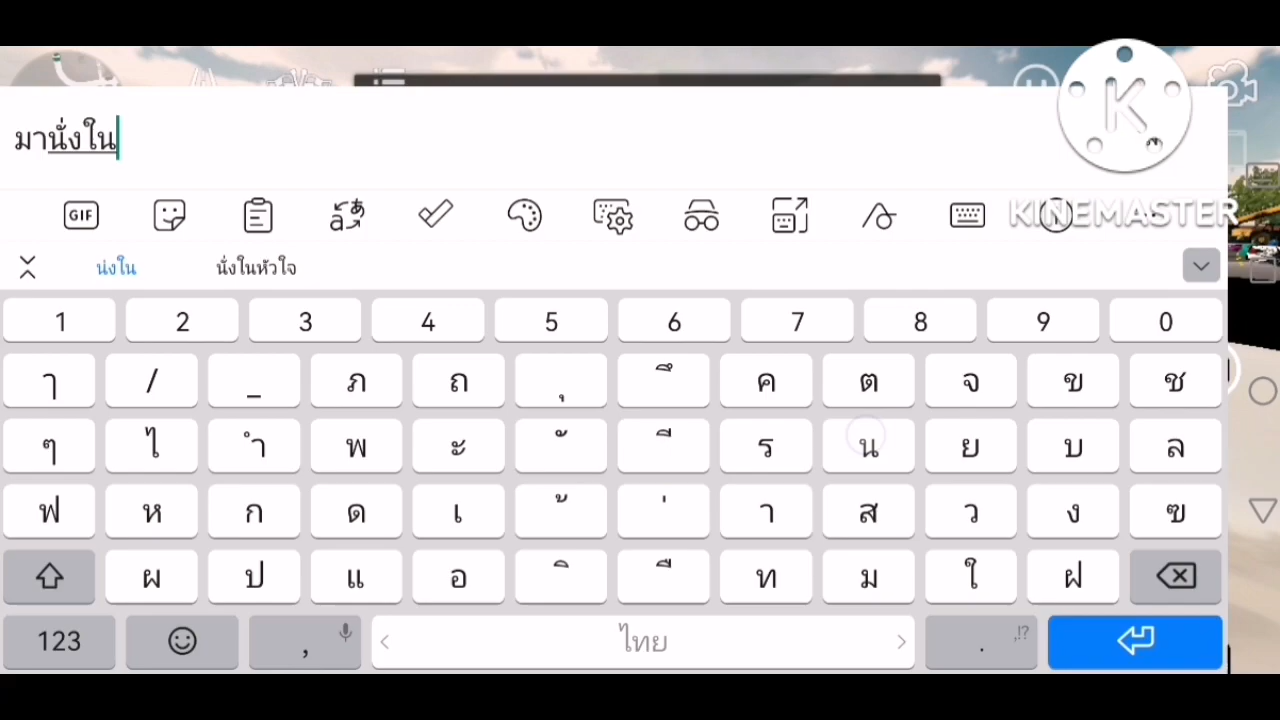 มานั่งใน
KINEMASTER
GIF
น่งใน นั่งในหัวใจ
1 2 3 4 5 6 7 8 9 0
ๅ / _ ภ ถ ุ ึ ค ต จ ข ช
ๆ ไ ำ พ ะ ั ี ร น ย บ ล
ฟ ห ก ด เ ้ ่ า ส ว ง ฃ
ผ ป แ อ ิ ื ท ม ใ ฝ
123 , < ไทย > . ,!?